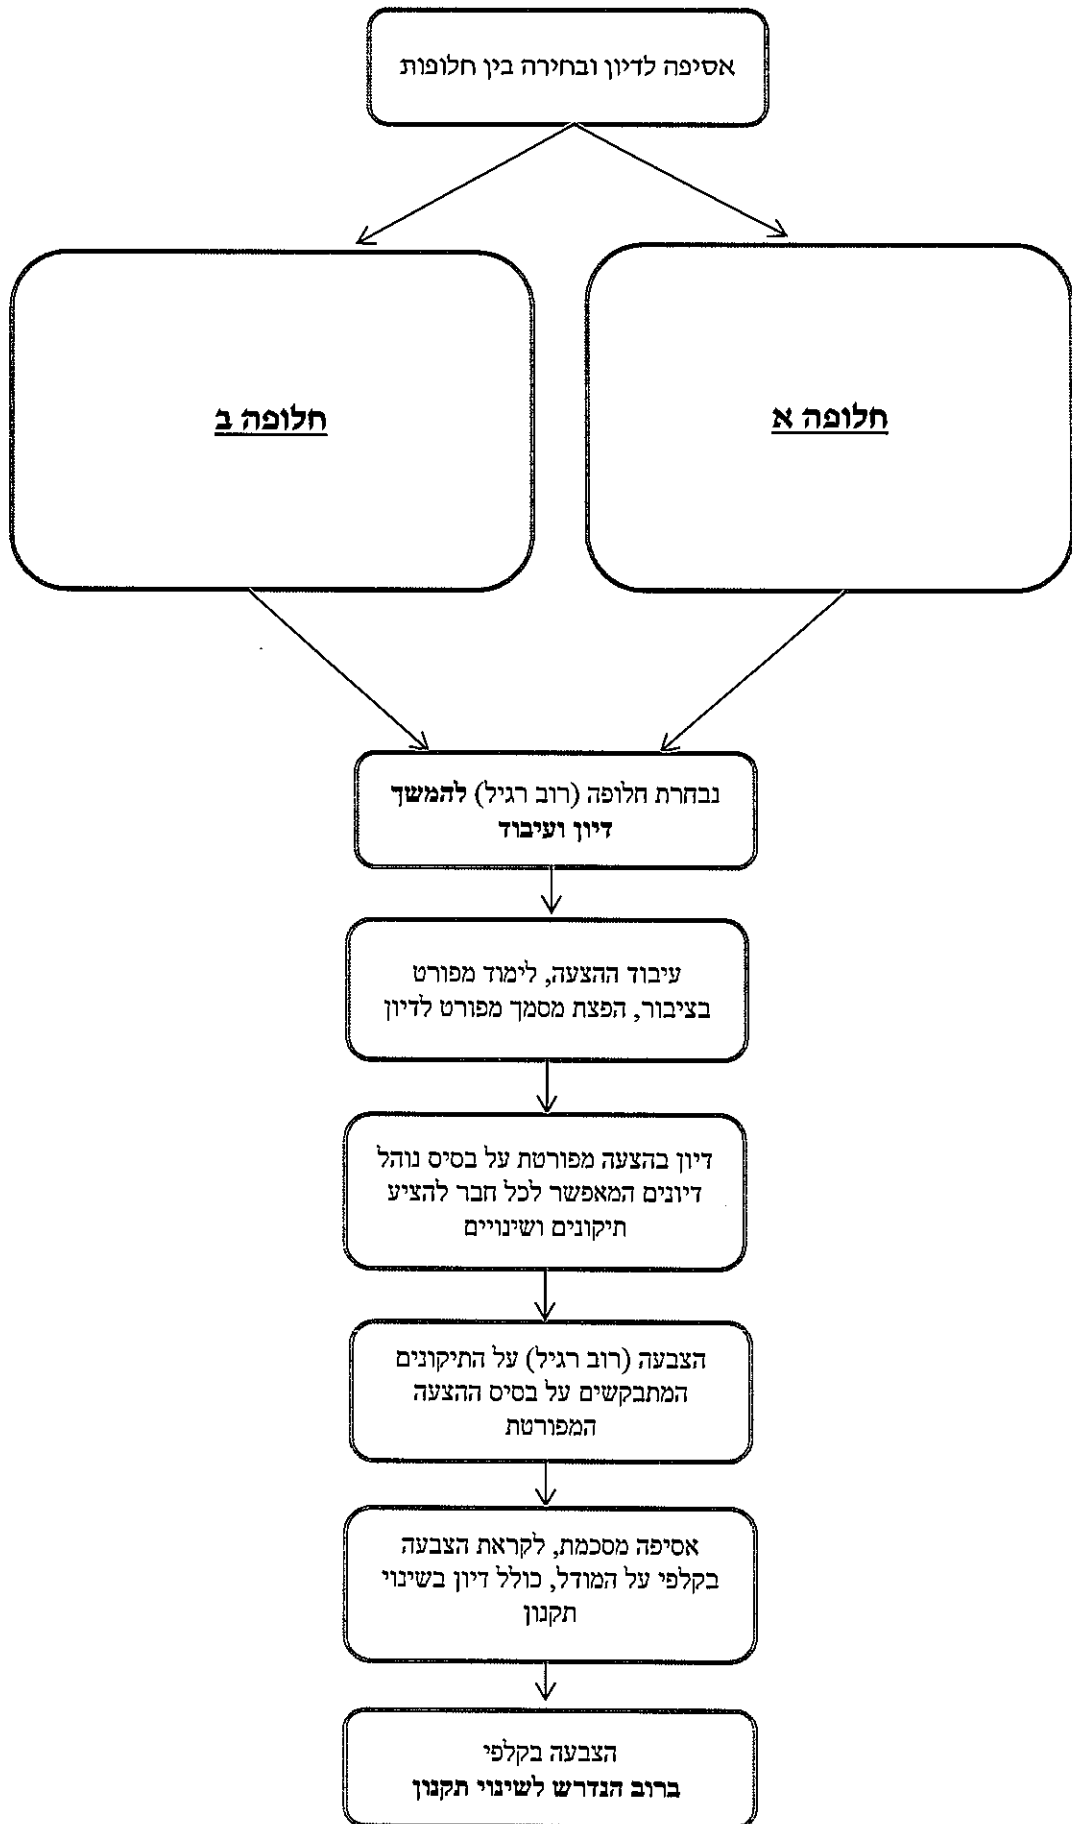 אסיפה לדיון ובחירה בין חלופות
חלופה א
חלופה ב
נבחרת חלופה (רוב רגיל) להמשך
דיון ועיבוד
עיבוד ההצעה, לימוד מפורט
בציבור, הפצת מסמך מפורט לדיון
דיון בהצעה מפורטת על בסיס נוהל
דיונים המאפשר לכל חבר להציע
תיקונים ושינויים
הצבעה (רוב רגיל) על התיקונים
המתבקשים על בסיס ההצעה
המפורטת
אסיפה מסכמת, לקראת הצבעה
בקלפי על המודל, כולל דיון בשינוי
תקנון
הצבעה בקלפי
ברוב הנדרש לשינוי תקנון